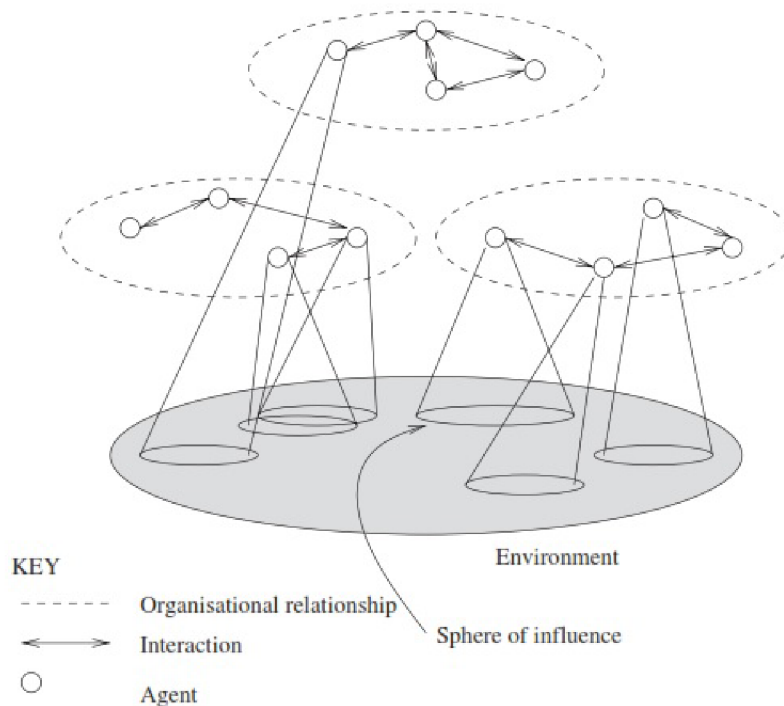 Environment
KEY
Organisational relationship
Sphere of influence
Interaction
Agent